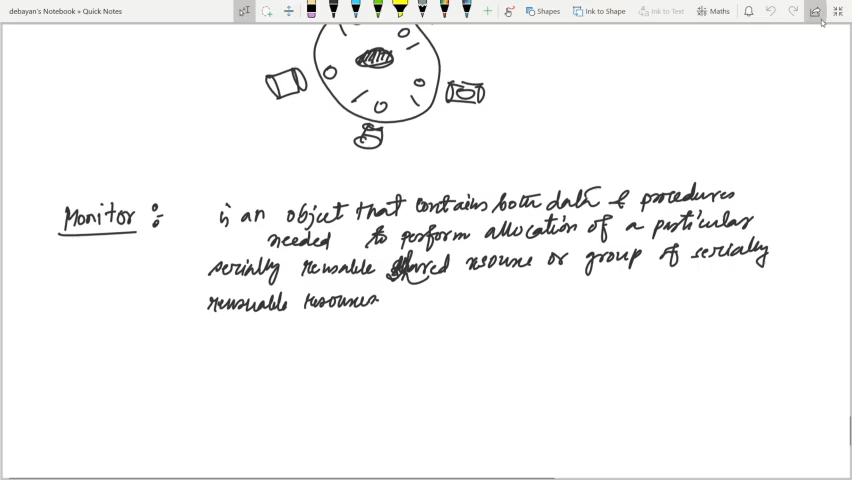 debayan's Notebook » Quick Notes
Shapes
Ink to Shape
Ink to Text
Maths
Monitor :- is an object that contains both data & procedures
needed to perform allocation of a particular
serially reusable shared resource or group of serially
reusable resources